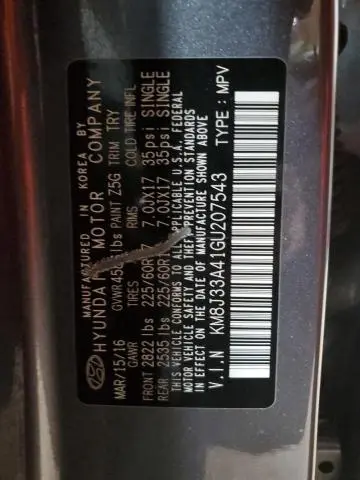 MANUFACTURED BY IN KOREA BY
HYUNDAI MOTOR COMPANY
MAR/15/16 GVWR lbs PAINT Z5G TRIM TRY
GAWR TIRES RIMS COLD TIRE INFL
FRONT 2822 lbs 225/60R17 7.0JX17 35psi SINGLE
REAR 2535 lbs 225/60R 7.0JX17 35psi SINGLE
THIS VEHICLE CONFORMS TO ALL APPLICABLE U.S.A. FEDERAL
MOTOR VEHICLE SAFETY AND THEFT PREVENTION STANDARDS
IN EFFECT ON THE DATE OF MANUFACTURE SHOWN ABOVE
V.I.N KM8J33A41GU207543 TYPE : MPV